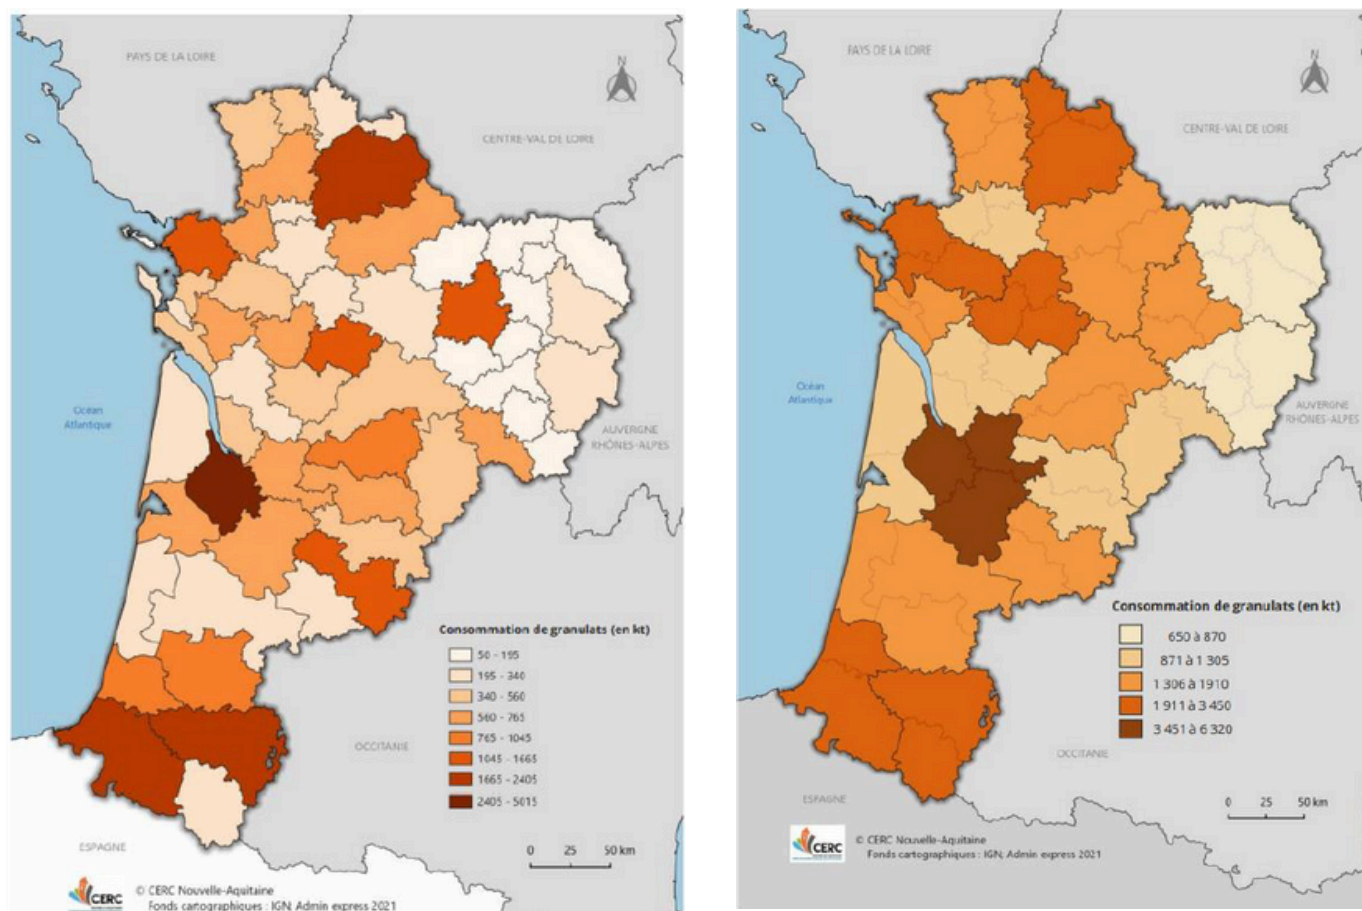 PAYS DE LA LOIRE
N
CENTRE-VAL DE LOIRE
Océan
Atlantique
AUVERGNE
RHÔNES-ALPES
Consommation de granulats (en kt)
50 - 195
195 - 340
340 - 560
560 - 765
765 - 1045
1045 - 1665
1665 - 2405
2405 - 5015
OCCITANIE
ESPAGNE
0 25 50 km
CERC
© CERC Nouvelle-Aquitaine
Fonds cartographiques : IGN, Admin express 2021
PAYS DE LA LOIRE
N
CENTRE-VAL DE LOIRE
Océan
Atlantique
AUVERGNE
RHÔNES-ALPES
Consommation de granulats (en kt)
650 à 870
871 à 1 305
1 306 à 1910
1 911 à 3 450
3 451 à 6 320
OCCITANIE
ESPAGNE
0 25 50 km
CERC
© CERC Nouvelle-Aquitaine
Fonds cartographiques : IGN, Admin express 2021